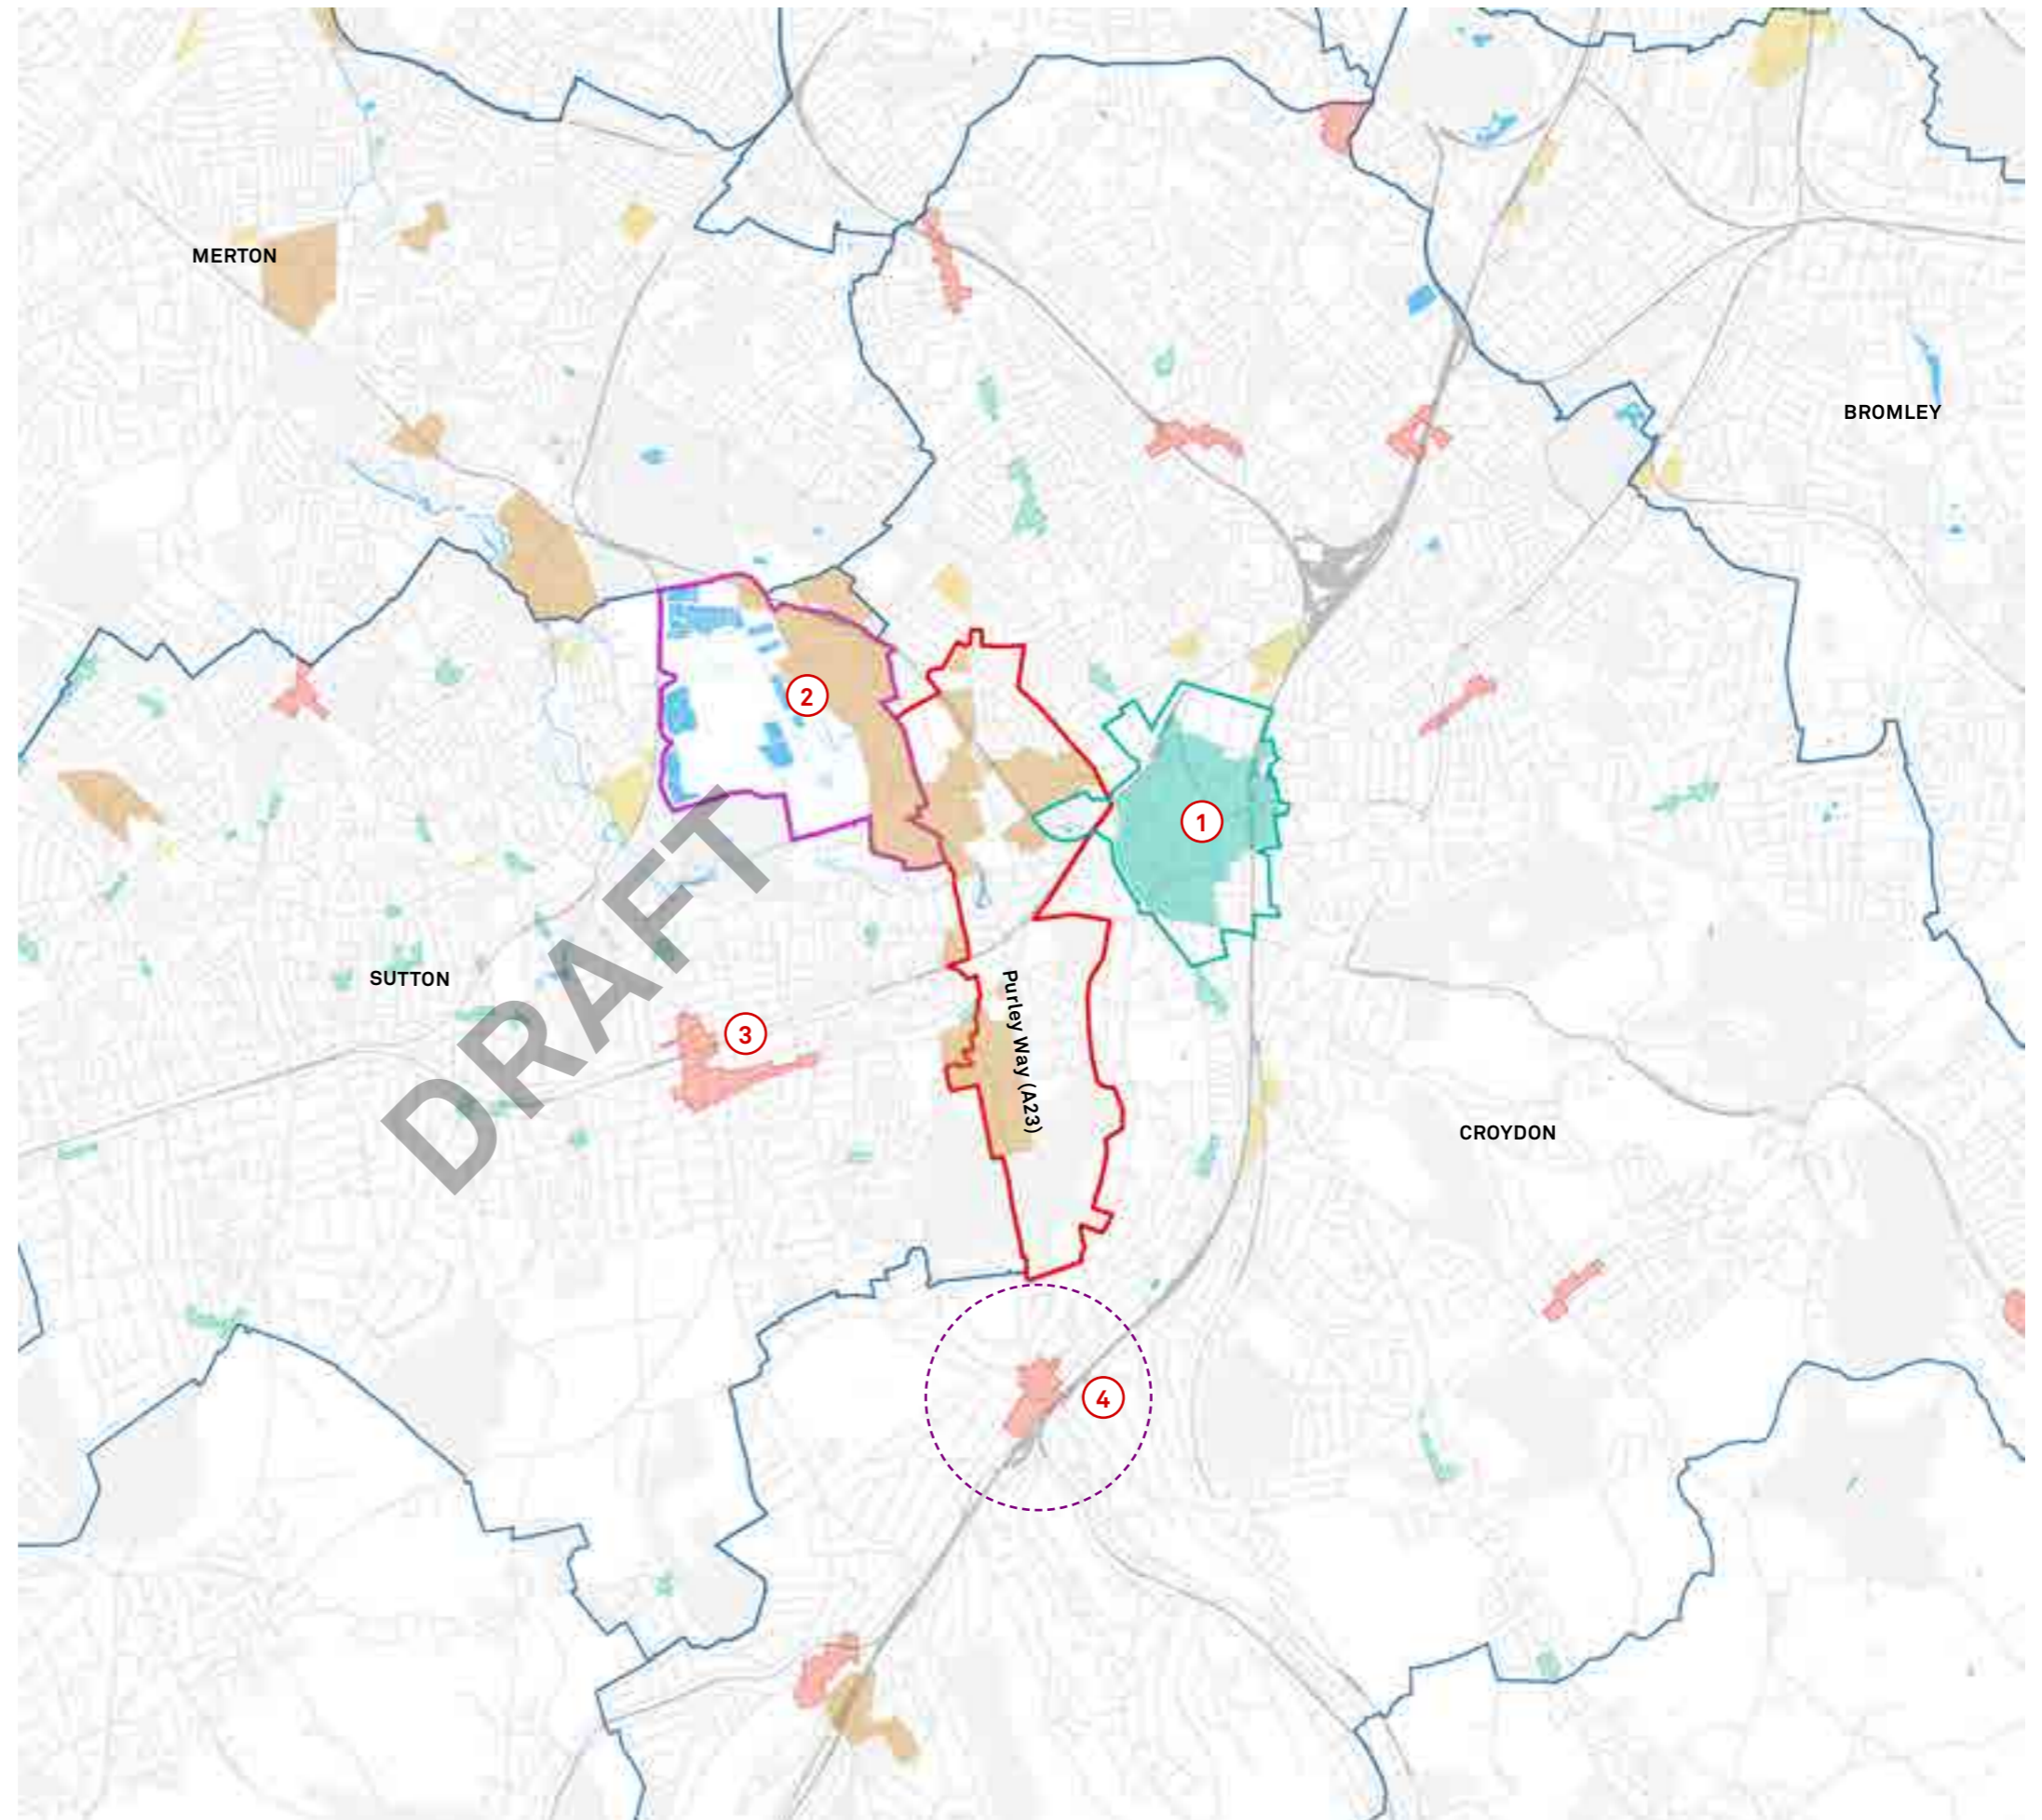 MERTON
BROMLEY
2
1
SUTTON
Purley Way (A23)
3
DRAFT
CROYDON
4